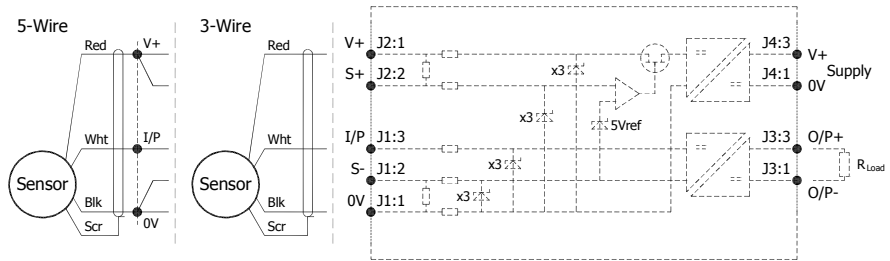 5-Wire
3-Wire
Red
V+
Wht
I/P
Sensor
Blk
Scr
0V
Red
Wht
Sensor
Blk
Scr
V+ J2:1
S+ J2:2
I/P J1:3
S- J1:2
0V J1:1
x3
x3
5Vref
x3
x3
J4:3 V+
Supply
J4:1 0V
J3:3 O/P+
J3:1
O/P-
RLoad